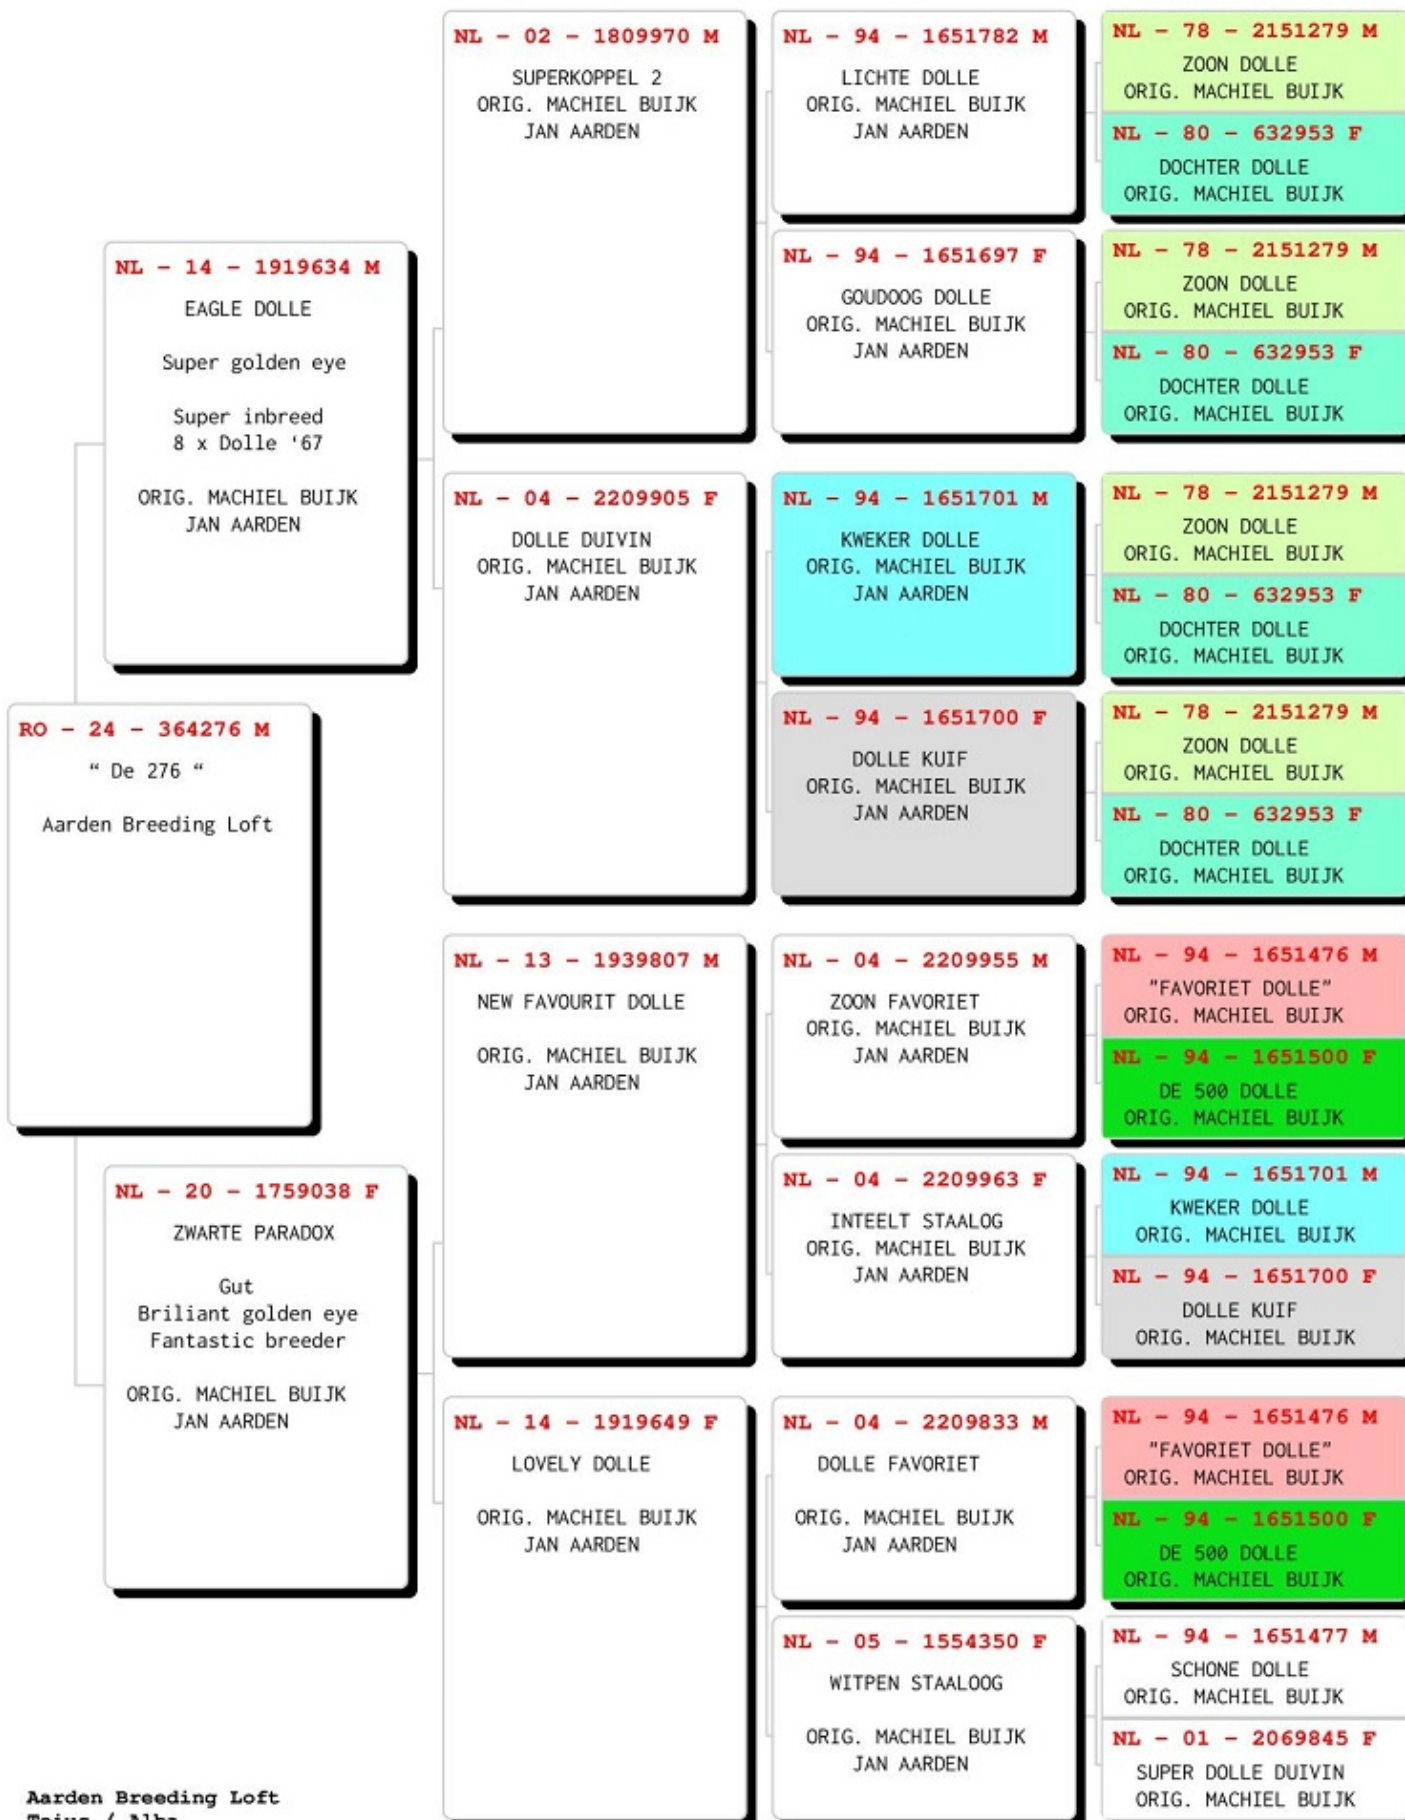 RO - 24 - 364276 M
“ De 276 “
Aarden Breeding Loft
NL - 14 - 1919634 M
EAGLE DOLLE
Super golden eye
Super inbreed
8 x Dolle ‘67
ORIG. MACHIEL BUIJK
JAN AARDEN
NL - 20 - 1759038 F
ZWARTE PARADOX
Gut
Briliant golden eye
Fantastic breeder
ORIG. MACHIEL BUIJK
JAN AARDEN
NL - 02 - 1809970 M
SUPERKOPPEL 2
ORIG. MACHIEL BUIJK
JAN AARDEN
NL - 04 - 2209905 F
DOLLE DUIVIN
ORIG. MACHIEL BUIJK
JAN AARDEN
NL - 13 - 1939807 M
NEW FAVOURIT DOLLE
ORIG. MACHIEL BUIJK
JAN AARDEN
NL - 14 - 1919649 F
LOVELY DOLLE
ORIG. MACHIEL BUIJK
JAN AARDEN
NL - 94 - 1651782 M
LICHTE DOLLE
ORIG. MACHIEL BUIJK
JAN AARDEN
NL - 94 - 1651697 F
GOUDOOG DOLLE
ORIG. MACHIEL BUIJK
JAN AARDEN
NL - 94 - 1651701 M
KWEKER DOLLE
ORIG. MACHIEL BUIJK
JAN AARDEN
NL - 94 - 1651700 F
DOLLE KUIF
ORIG. MACHIEL BUIJK
JAN AARDEN
NL - 04 - 2209955 M
ZOON FAVORIET
ORIG. MACHIEL BUIJK
JAN AARDEN
NL - 04 - 2209963 F
INTEELT STAALOG
ORIG. MACHIEL BUIJK
JAN AARDEN
NL - 04 - 2209833 M
DOLLE FAVORIET
ORIG. MACHIEL BUIJK
JAN AARDEN
NL - 05 - 1554350 F
WITPEN STAALOOG
ORIG. MACHIEL BUIJK
JAN AARDEN
NL - 78 - 2151279 M
ZOON DOLLE
ORIG. MACHIEL BUIJK
NL - 80 - 632953 F
DOCHTER DOLLE
ORIG. MACHIEL BUIJK
NL - 78 - 2151279 M
ZOON DOLLE
ORIG. MACHIEL BUIJK
NL - 80 - 632953 F
DOCHTER DOLLE
ORIG. MACHIEL BUIJK
NL - 78 - 2151279 M
ZOON DOLLE
ORIG. MACHIEL BUIJK
NL - 80 - 632953 F
DOCHTER DOLLE
ORIG. MACHIEL BUIJK
NL - 78 - 2151279 M
ZOON DOLLE
ORIG. MACHIEL BUIJK
NL - 80 - 632953 F
DOCHTER DOLLE
ORIG. MACHIEL BUIJK
NL - 94 - 1651476 M
"FAVORIET DOLLE"
ORIG. MACHIEL BUIJK
NL - 94 - 1651500 F
DE 500 DOLLE
ORIG. MACHIEL BUIJK
NL - 94 - 1651701 M
KWEKER DOLLE
ORIG. MACHIEL BUIJK
NL - 94 - 1651700 F
DOLLE KUIF
ORIG. MACHIEL BUIJK
NL - 94 - 1651476 M
"FAVORIET DOLLE"
ORIG. MACHIEL BUIJK
NL - 94 - 1651500 F
DE 500 DOLLE
ORIG. MACHIEL BUIJK
NL - 94 - 1651477 M
SCHONE DOLLE
ORIG. MACHIEL BUIJK
NL - 01 - 2069845 F
SUPER DOLLE DUIVIN
ORIG. MACHIEL BUIJK
Aarden Breeding Loft